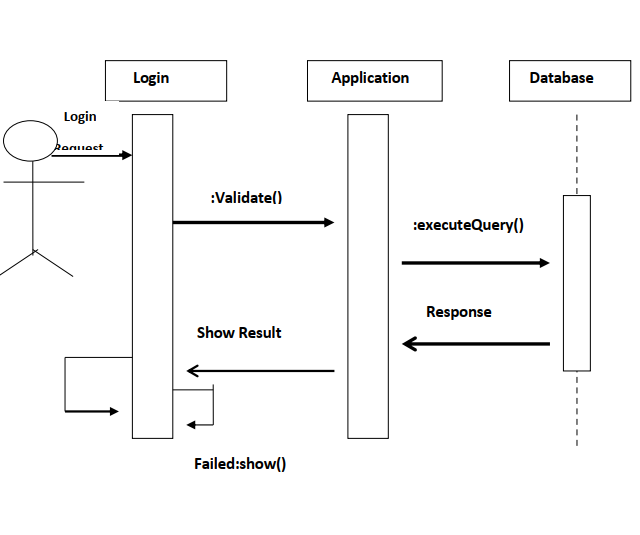 Login
Application
Database
Login
Request
:Validate()
:executeQuery()
Response
Show Result
Failed:show()